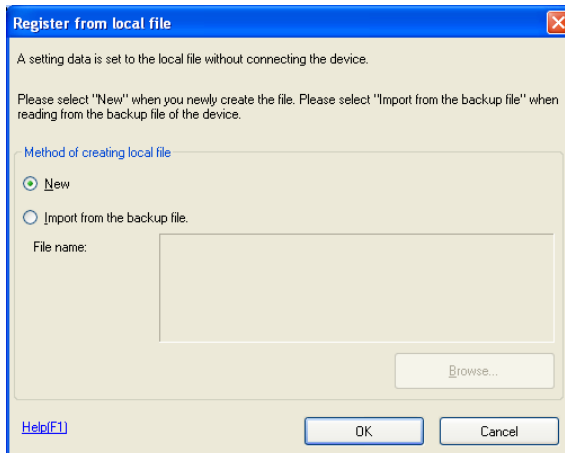 Register from local file
A setting data is set to the local file without connecting the device.
Please select "New" when you newly create the file. Please select "Import from the backup file" when
reading from the backup file of the device.
Method of creating local file
New
Import from the backup file.
File name:
Browse...
Help(F1)
OK
Cancel